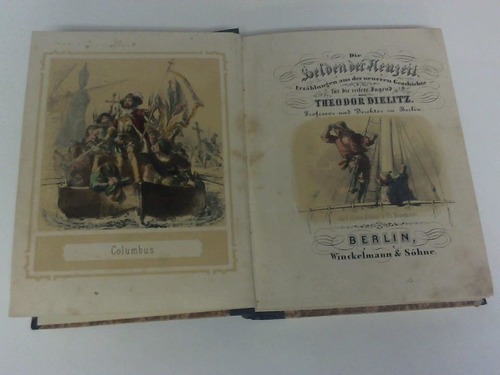 Columbus
Die
Helden der Neuzeit.
Erzählungen aus der neueren Geschichte
für die reifere Jugend
von
THEODOR DIELITZ.
Professor und Direktor in Berlin.
BERLIN,
Winckelmann & Söhne.